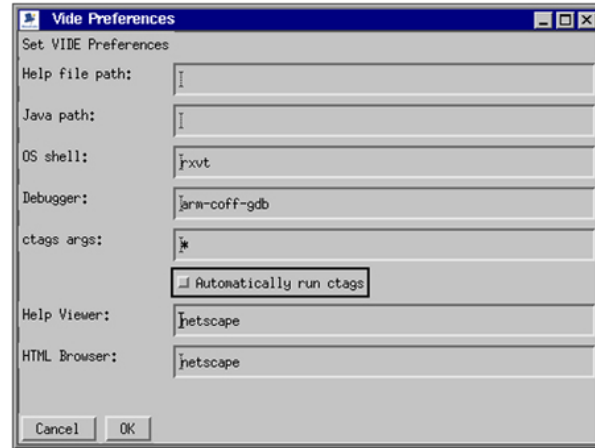 Vide Preferences
Set VIDE Preferences
Help file path:
Java path:
OS shell: rxvt
Debugger: arm-coff-gdb
ctags args: *
Automatically run ctags
Help Viewer: netscape
HTML Browser: netscape
Cancel OK